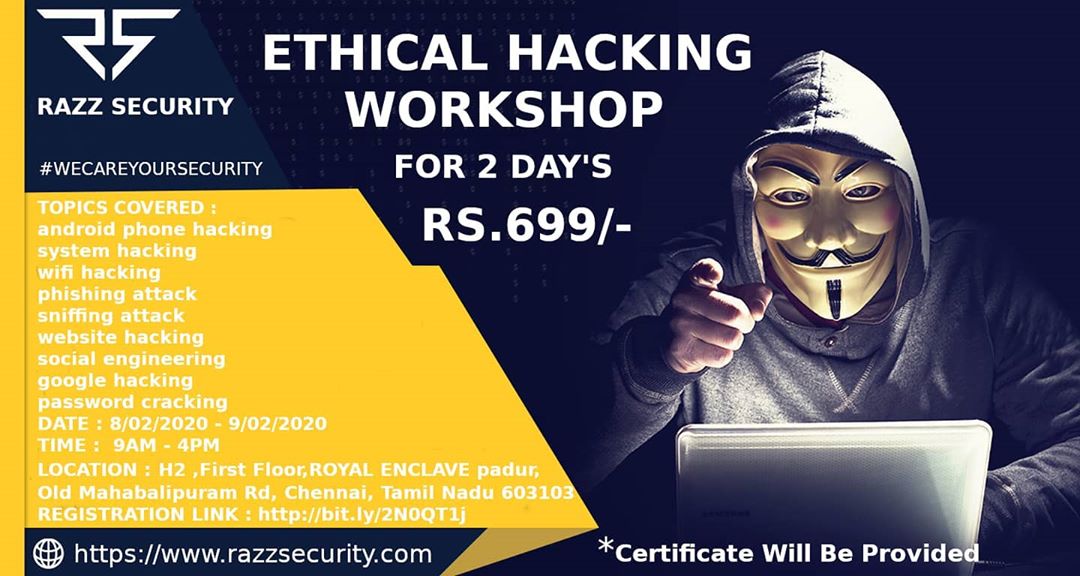 RAZZ SECURITY
#WECAREYOURSECURITY
ETHICAL HACKING
WORKSHOP
FOR 2 DAY'S
RS.699/-
TOPICS COVERED :
android phone hacking
system hacking
wifi hacking
phishing attack
sniffing attack
website hacking
social engineering
google hacking
password cracking
DATE : 8/02/2020 - 9/02/2020
TIME :  9AM - 4PM
LOCATION : H2 ,First Floor,ROYAL ENCLAVE padur,
Old Mahabalipuram Rd, Chennai, Tamil Nadu 603103
REGISTRATION LINK : http://bit.ly/2N0QT1j
https://www.razzsecurity.com
*Certificate Will Be Provided